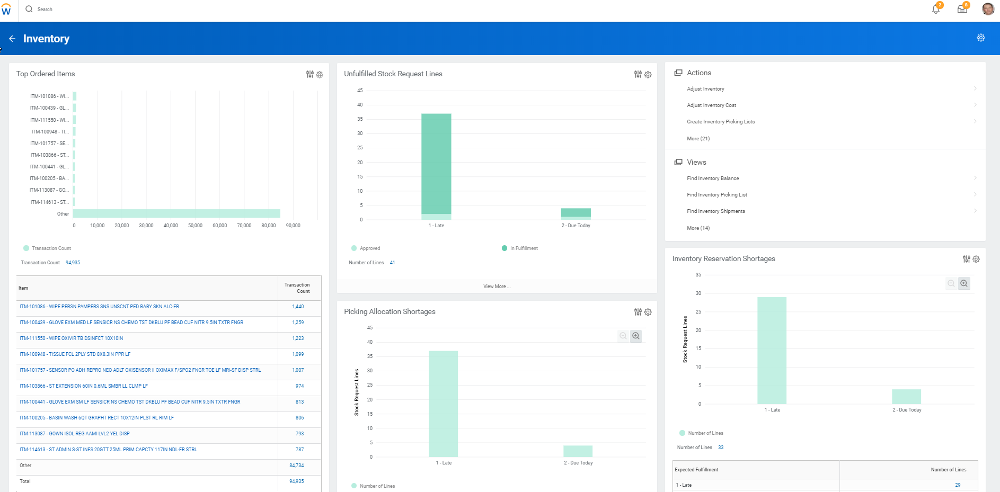 W
Search
2
8
Inventory
Top Ordered Items
ITM-101086 - WI...
ITM-100439 - GL...
ITM-111550 - WI...
ITM-100948 - TI...
ITM-101757 - SE...
ITM-103866 - ST...
ITM-100441 - GL...
ITM-100205 - BA...
ITM-113087 - GO...
ITM-114613 - ST...
Other
0 10,000 20,000 30,000 40,000 50,000 60,000 70,000 80,000 90,000
Transaction Count
Transaction Count 94,935
Item Transaction Count
ITM-101086 - WIPE PERSN PAMPERS SNS UNSCNT PED BABY SKN ALC-FR 1,440
ITM-100439 - GLOVE EXM MED LF SENSICR NS CHEMO TST DKBLU PF BEAD CUF NITR 9.5IN TXTR FNGR 1,259
ITM-111550 - WIPE OXIVIR TB DSINFCT 10X10IN 1,223
ITM-100948 - TISSUE FCL 2PLY STD 8X8.3IN PPR LF 1,099
ITM-101757 - SENSOR PO ADH REPRO NEO ADLT OXISENSOR II OXIMAX F/SPO2 FNGR TOE LF MRI-SF DISP STRL 1,007
ITM-103866 - ST EXTENSION 60IN 0.6ML SMBR LL CLMP LF 974
ITM-100441 - GLOVE EXM SM LF SENSICR NS CHEMO TST DKBLU PF BEAD CUF NITR 9.5IN TXTR FNGR 813
ITM-100205 - BASIN WASH 6QT GRAPHT RECT 10X12IN PLST RL RIM LF 806
ITM-113087 - GOWN ISOL REG AAMI LVL2 YEL DISP 793
ITM-114613 - ST ADMIN S-ST INFS 20GTT 25ML PRIM CAPCTY 117IN NDL-FR STRL 787
Other 84,734
Total 94,935
Unfulfilled Stock Request Lines
45
40
35
30
25
20
15
10
5
0
1 - Late 2 - Due Today
Approved In Fulfillment
Number of Lines 41
View More ...
Picking Allocation Shortages
Stock Request Lines
45
40
35
30
25
20
15
10
5
0
1 - Late 2 - Due Today
Number of Lines
Actions
Adjust Inventory
Adjust Inventory Cost
Create Inventory Picking Lists
More (21)
Views
Find Inventory Balance
Find Inventory Picking List
Find Inventory Shipments
More (14)
Inventory Reservation Shortages
Stock Request Lines
35
30
25
20
15
10
5
0
1 - Late 2 - Due Today
Number of Lines
Number of Lines 33
Expected Fulfillment Number of Lines
1 - Late 29